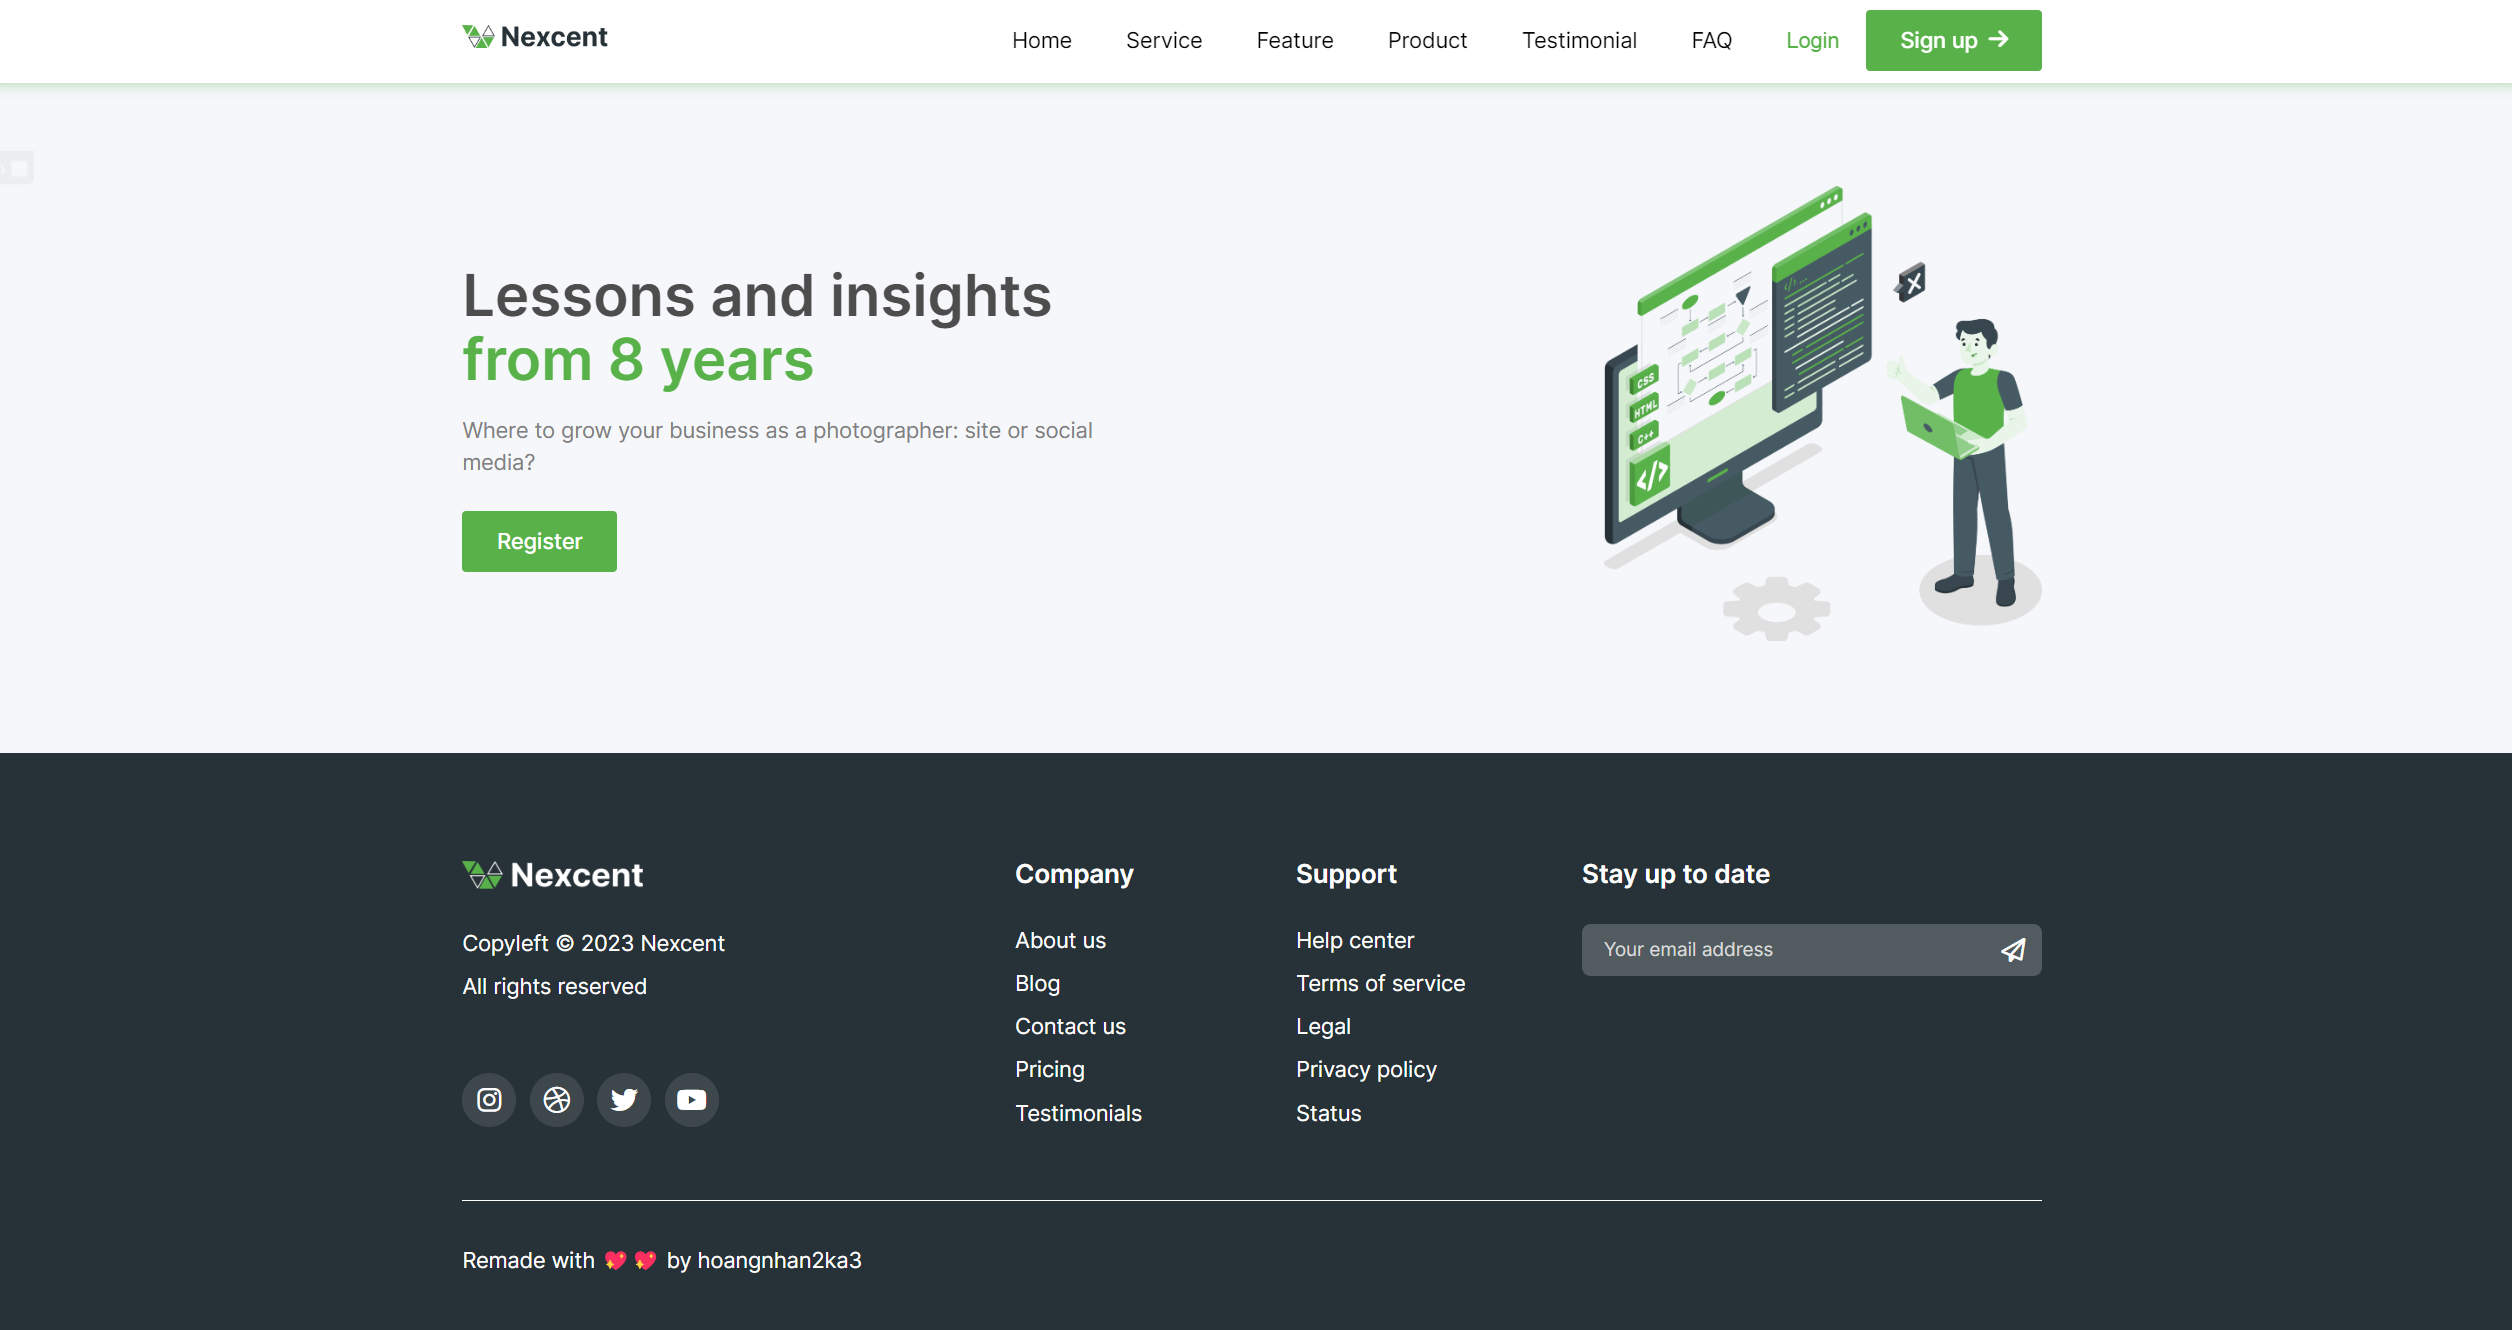 Nexcent
Home Service Feature Product Testimonial FAQ Login Sign up
Lessons and insights
from 8 years
Where to grow your business as a photographer: site or social
media?
Register
CSS
HTML
C++
</>
Nexcent
Copyleft © 2023 Nexcent
All rights reserved
Company
About us
Blog
Contact us
Pricing
Testimonials
Support
Help center
Terms of service
Legal
Privacy policy
Status
Stay up to date
Your email address
Remade with 💖💖 by hoangnhan2ka3